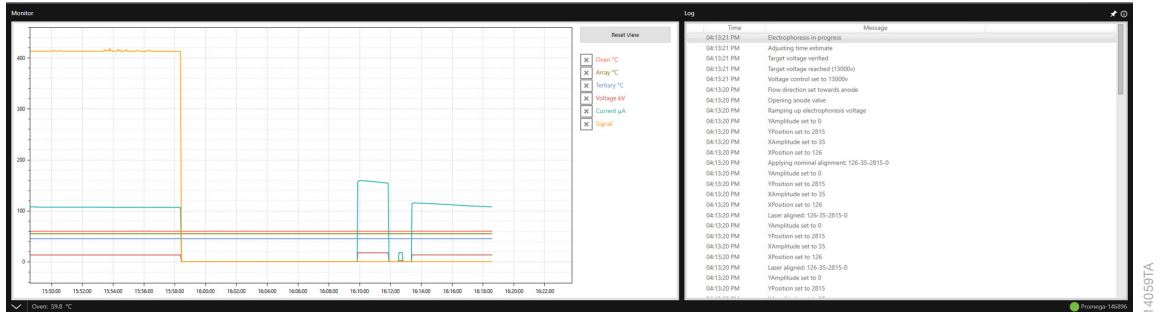 Monitor
Reset View
400
300
200
100
0
15:50:00 15:52:00 15:54:00 15:56:00 15:58:00 16:00:00 16:02:00 16:04:00 16:06:00 16:08:00 16:10:00 16:12:00 16:14:00 16:16:00 16:18:00 16:20:00 16:22:00
Oven °C
Array °C
Tertiary °C
Voltage kV
Current µA
Signal
Log
Time Message
04:13:21 PM Electrophoresis in progress
04:13:21 PM Adjusting time estimate
04:13:21 PM Target voltage verified
04:13:21 PM Target voltage reached (13000v)
04:13:21 PM Voltage control set to 13000v
04:13:20 PM Flow direction set towards anode
04:13:20 PM Opening anode valve
04:13:20 PM Ramping up electrophoresis voltage
04:13:20 PM YAmplitude set to 0
04:13:20 PM YPosition set to 2815
04:13:20 PM XAmplitude set to 35
04:13:20 PM XPosition set to 126
04:13:20 PM Applying nominal alignment: 126-35-2815-0
04:13:20 PM YAmplitude set to 0
04:13:20 PM YPosition set to 2815
04:13:20 PM XAmplitude set to 35
04:13:20 PM XPosition set to 126
04:13:20 PM Laser aligned: 126-35-2815-0
04:13:20 PM YAmplitude set to 0
04:13:20 PM YPosition set to 2815
04:13:20 PM XAmplitude set to 35
04:13:20 PM XPosition set to 126
04:13:20 PM Laser aligned: 126-35-2815-0
04:13:20 PM YAmplitude set to 0
04:13:20 PM YPosition set to 2815
Oven: 59.8 °C
Promega-146896
14059TA